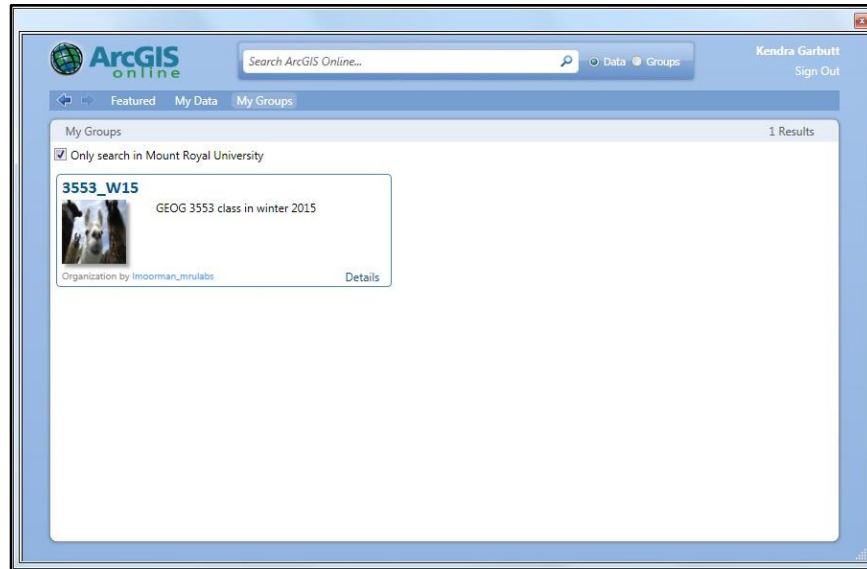 ArcGIS
online
Search ArcGIS Online...
Data Groups
Kendra Garbutt
Sign Out
Featured My Data My Groups
My Groups 1 Results
Only search in Mount Royal University
3553_W15
GEOG 3553 class in winter 2015
Organization by lmoorman_mrulabs Details